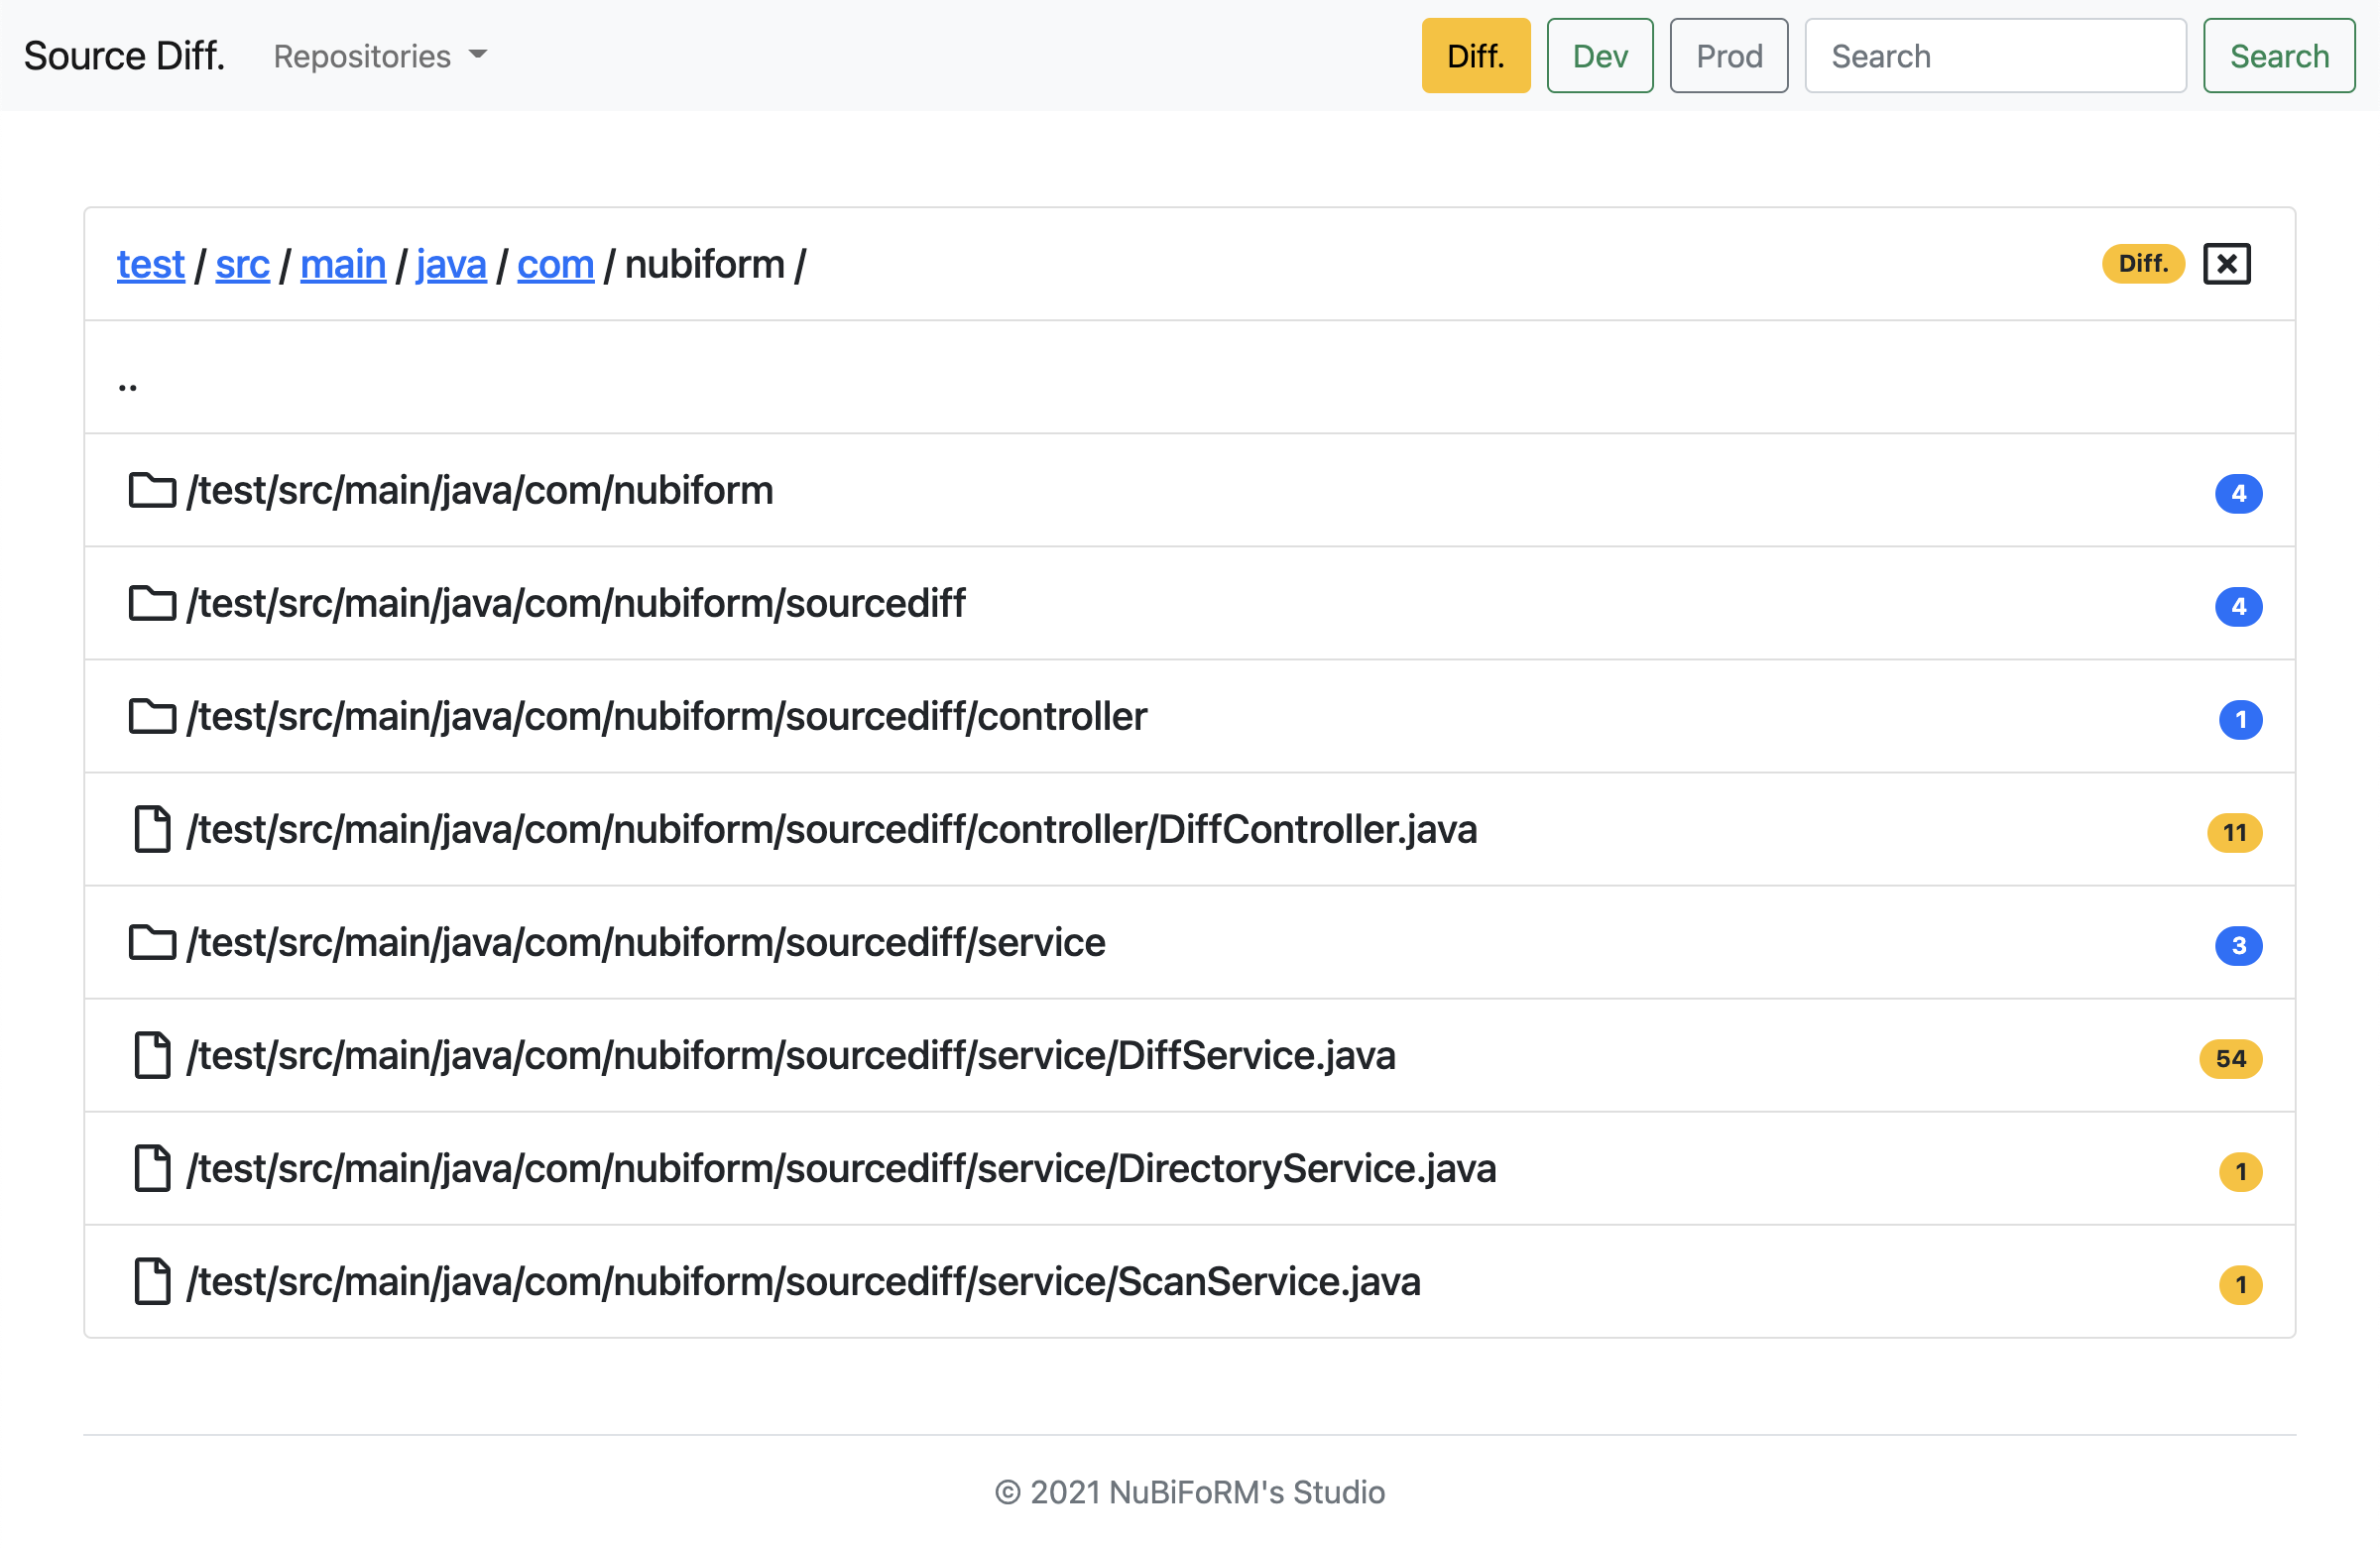 Source Diff. Repositories Diff. Dev Prod Search Search
test / src / main / java / com / nubiform / Diff.
..
/test/src/main/java/com/nubiform 4
/test/src/main/java/com/nubiform/sourcediff 4
/test/src/main/java/com/nubiform/sourcediff/controller 1
/test/src/main/java/com/nubiform/sourcediff/controller/DiffController.java 11
/test/src/main/java/com/nubiform/sourcediff/service 3
/test/src/main/java/com/nubiform/sourcediff/service/DiffService.java 54
/test/src/main/java/com/nubiform/sourcediff/service/DirectoryService.java 1
/test/src/main/java/com/nubiform/sourcediff/service/ScanService.java 1
© 2021 NuBiFoRM's Studio